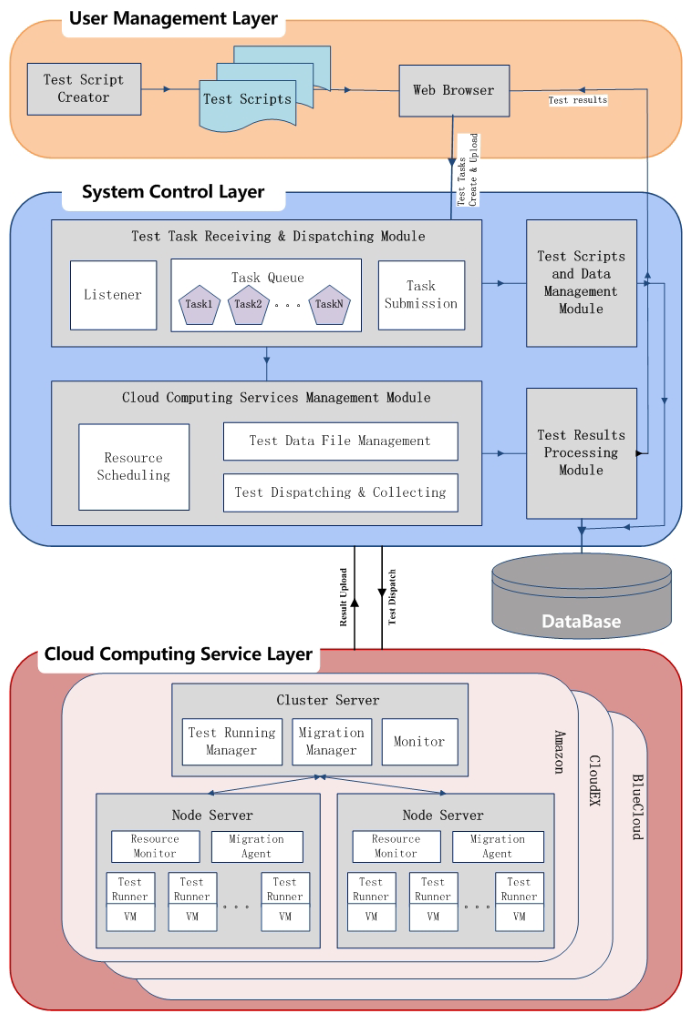 User Management Layer
Test Script
Creator
Test Scripts
Web Browser
Test results
Test Tasks
Create & Upload
System Control Layer
Test Task Receiving & Dispatching Module
Listener
Task Queue
Task1
Task2
。。。
TaskN
Task
Submission
Test Scripts
and Data
Management
Module
Cloud Computing Services Management Module
Resource
Scheduling
Test Data File Management
Test Dispatching & Collecting
Test Results
Processing
Module
DataBase
Result Upload
Test Dispatch
Cloud Computing Service Layer
Cluster Server
Test Running
Manager
Migration
Manager
Monitor
Amazon
CloudEX
BlueCloud
Node Server
Resource
Monitor
Migration
Agent
Test
Runner
VM
Test
Runner
VM
。。。
Test
Runner
VM
Node Server
Resource
Monitor
Migration
Agent
Test
Runner
VM
Test
Runner
VM
。。。
Test
Runner
VM